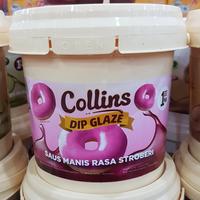 Collins
DIP GLAZE
SAUS MANIS RASA STROBERI